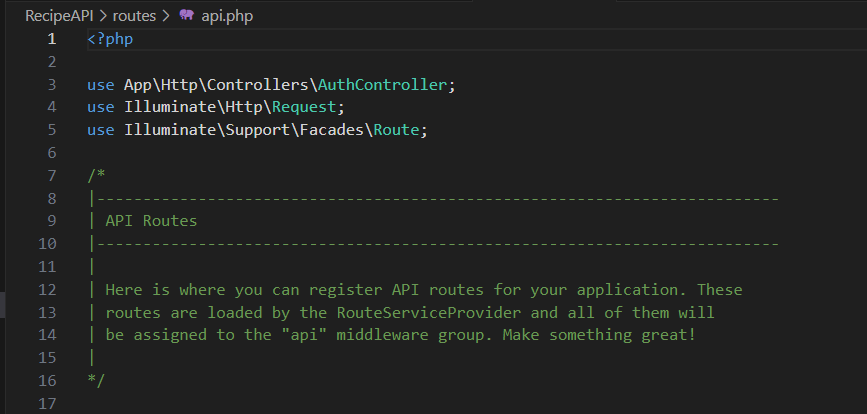 RecipeAPI > routes > api.php
1 <?php
2
3 use App\Http\Controllers\AuthController;
4 use Illuminate\Http\Request;
5 use Illuminate\Support\Facades\Route;
6
7 /*
8 |--------------------------------------------------------------------------
9 | API Routes
10 |--------------------------------------------------------------------------
11 |
12 | Here is where you can register API routes for your application. These
13 | routes are loaded by the RouteServiceProvider and all of them will
14 | be assigned to the "api" middleware group. Make something great!
15 |
16 */
17